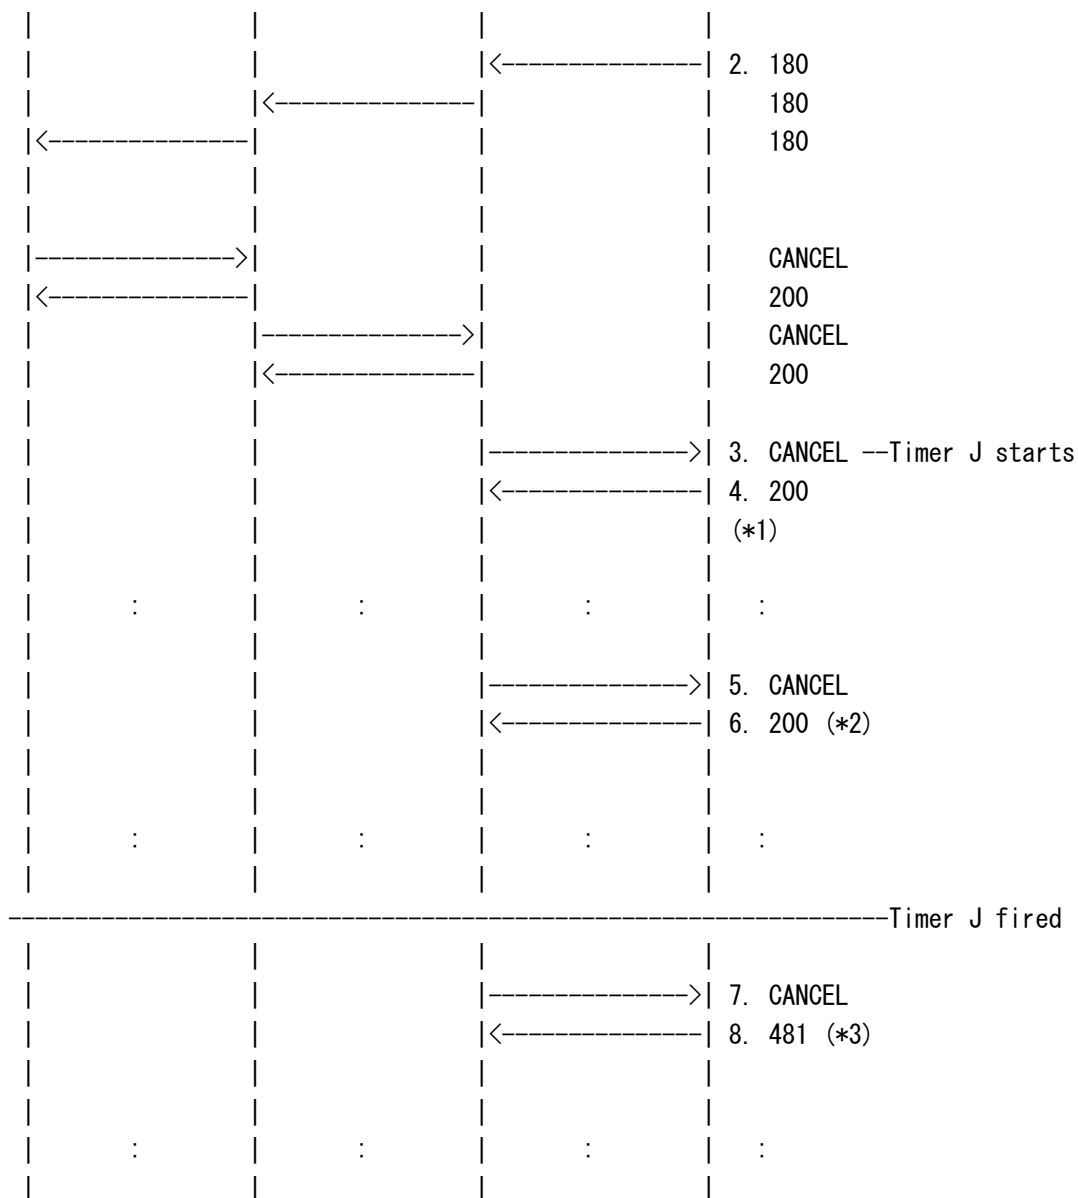 2. 180
180
180
CANCEL
200
CANCEL
200
3. CANCEL --Timer J starts
4. 200
(*1)
: : : :
5. CANCEL
6. 200 (*2)
: : : :
Timer J fired
7. CANCEL
8. 481 (*3)
: : : :